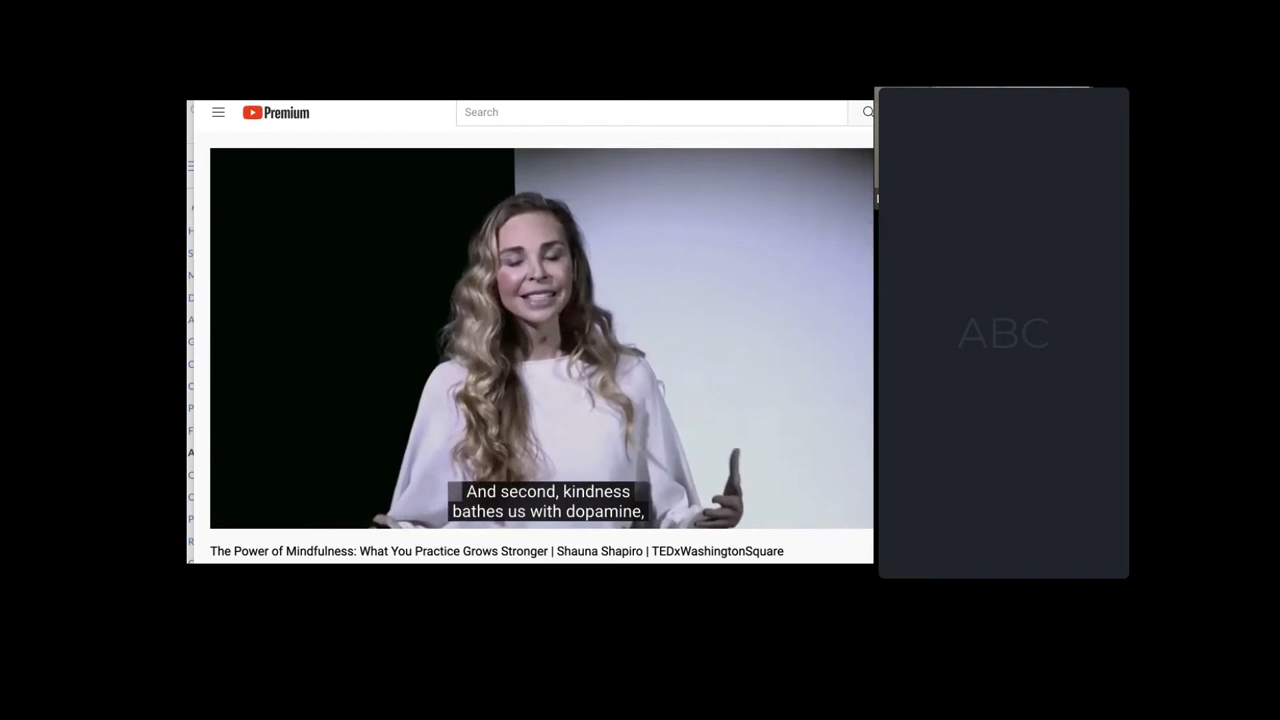 Premium
Search
And second, kindness
bathes us with dopamine,
The Power of Mindfulness: What You Practice Grows Stronger | Shauna Shapiro | TEDxWashingtonSquare
ABC